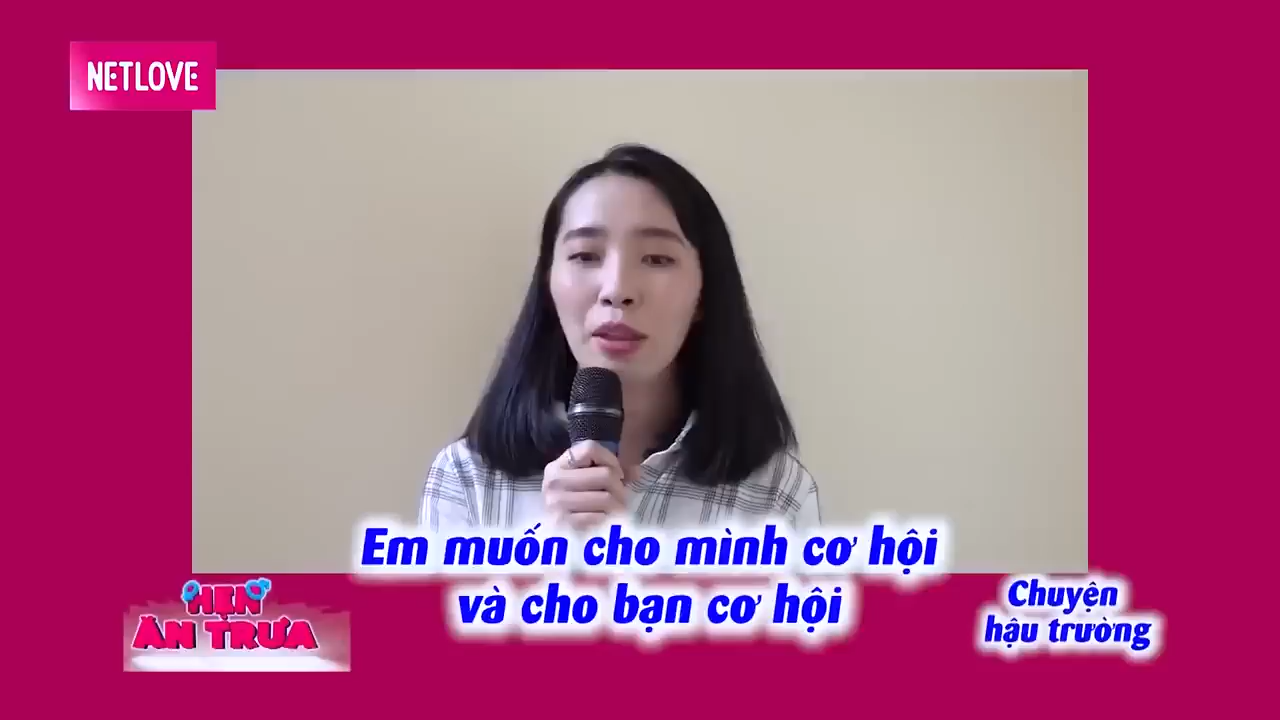 NETLOVE
Em muốn cho mình cơ hội
và cho bạn cơ hội
HẸN
ĂN TRƯA
Chuyện
hậu trường